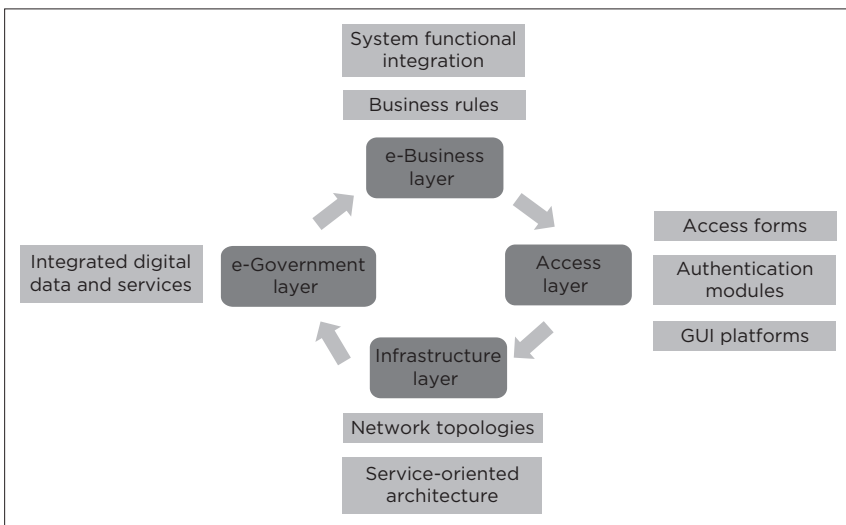 System functional
integration
Business rules
e-Business
layer
Access forms
Integrated digital
data and services
e-Government
layer
Access
layer
Authentication
modules
GUI platforms
Infrastructure
layer
Network topologies
Service-oriented
architecture